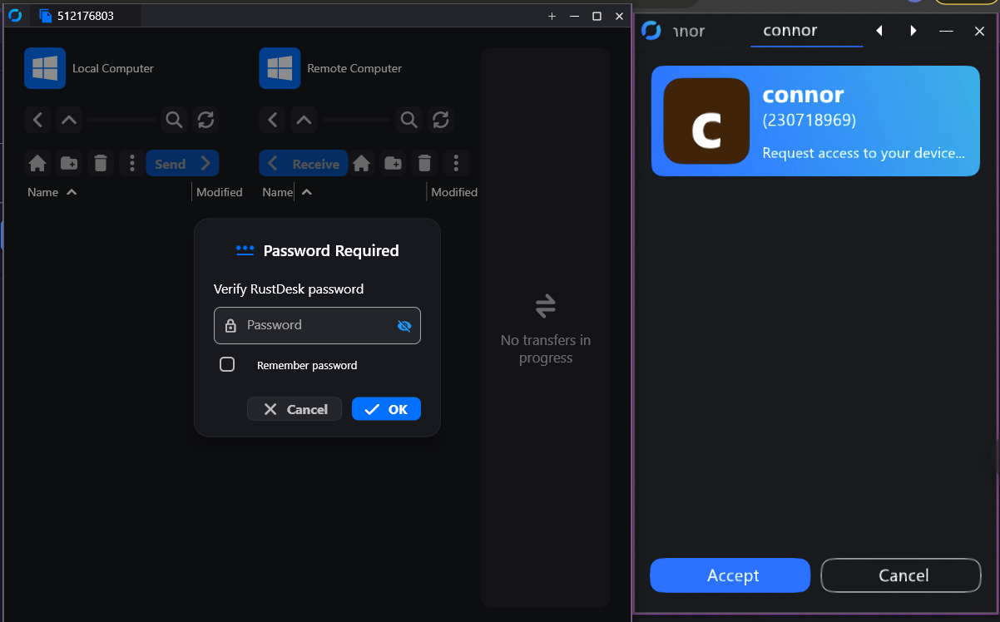 512176803
Local Computer
Remote Computer
Send
Receive
Name
Modified
Name
Modified
Password Required
Verify RustDesk password
Password
Remember password
Cancel
OK
No transfers in
progress
nnor
connor
c
connor
(230718969)
Request access to your device...
Accept
Cancel